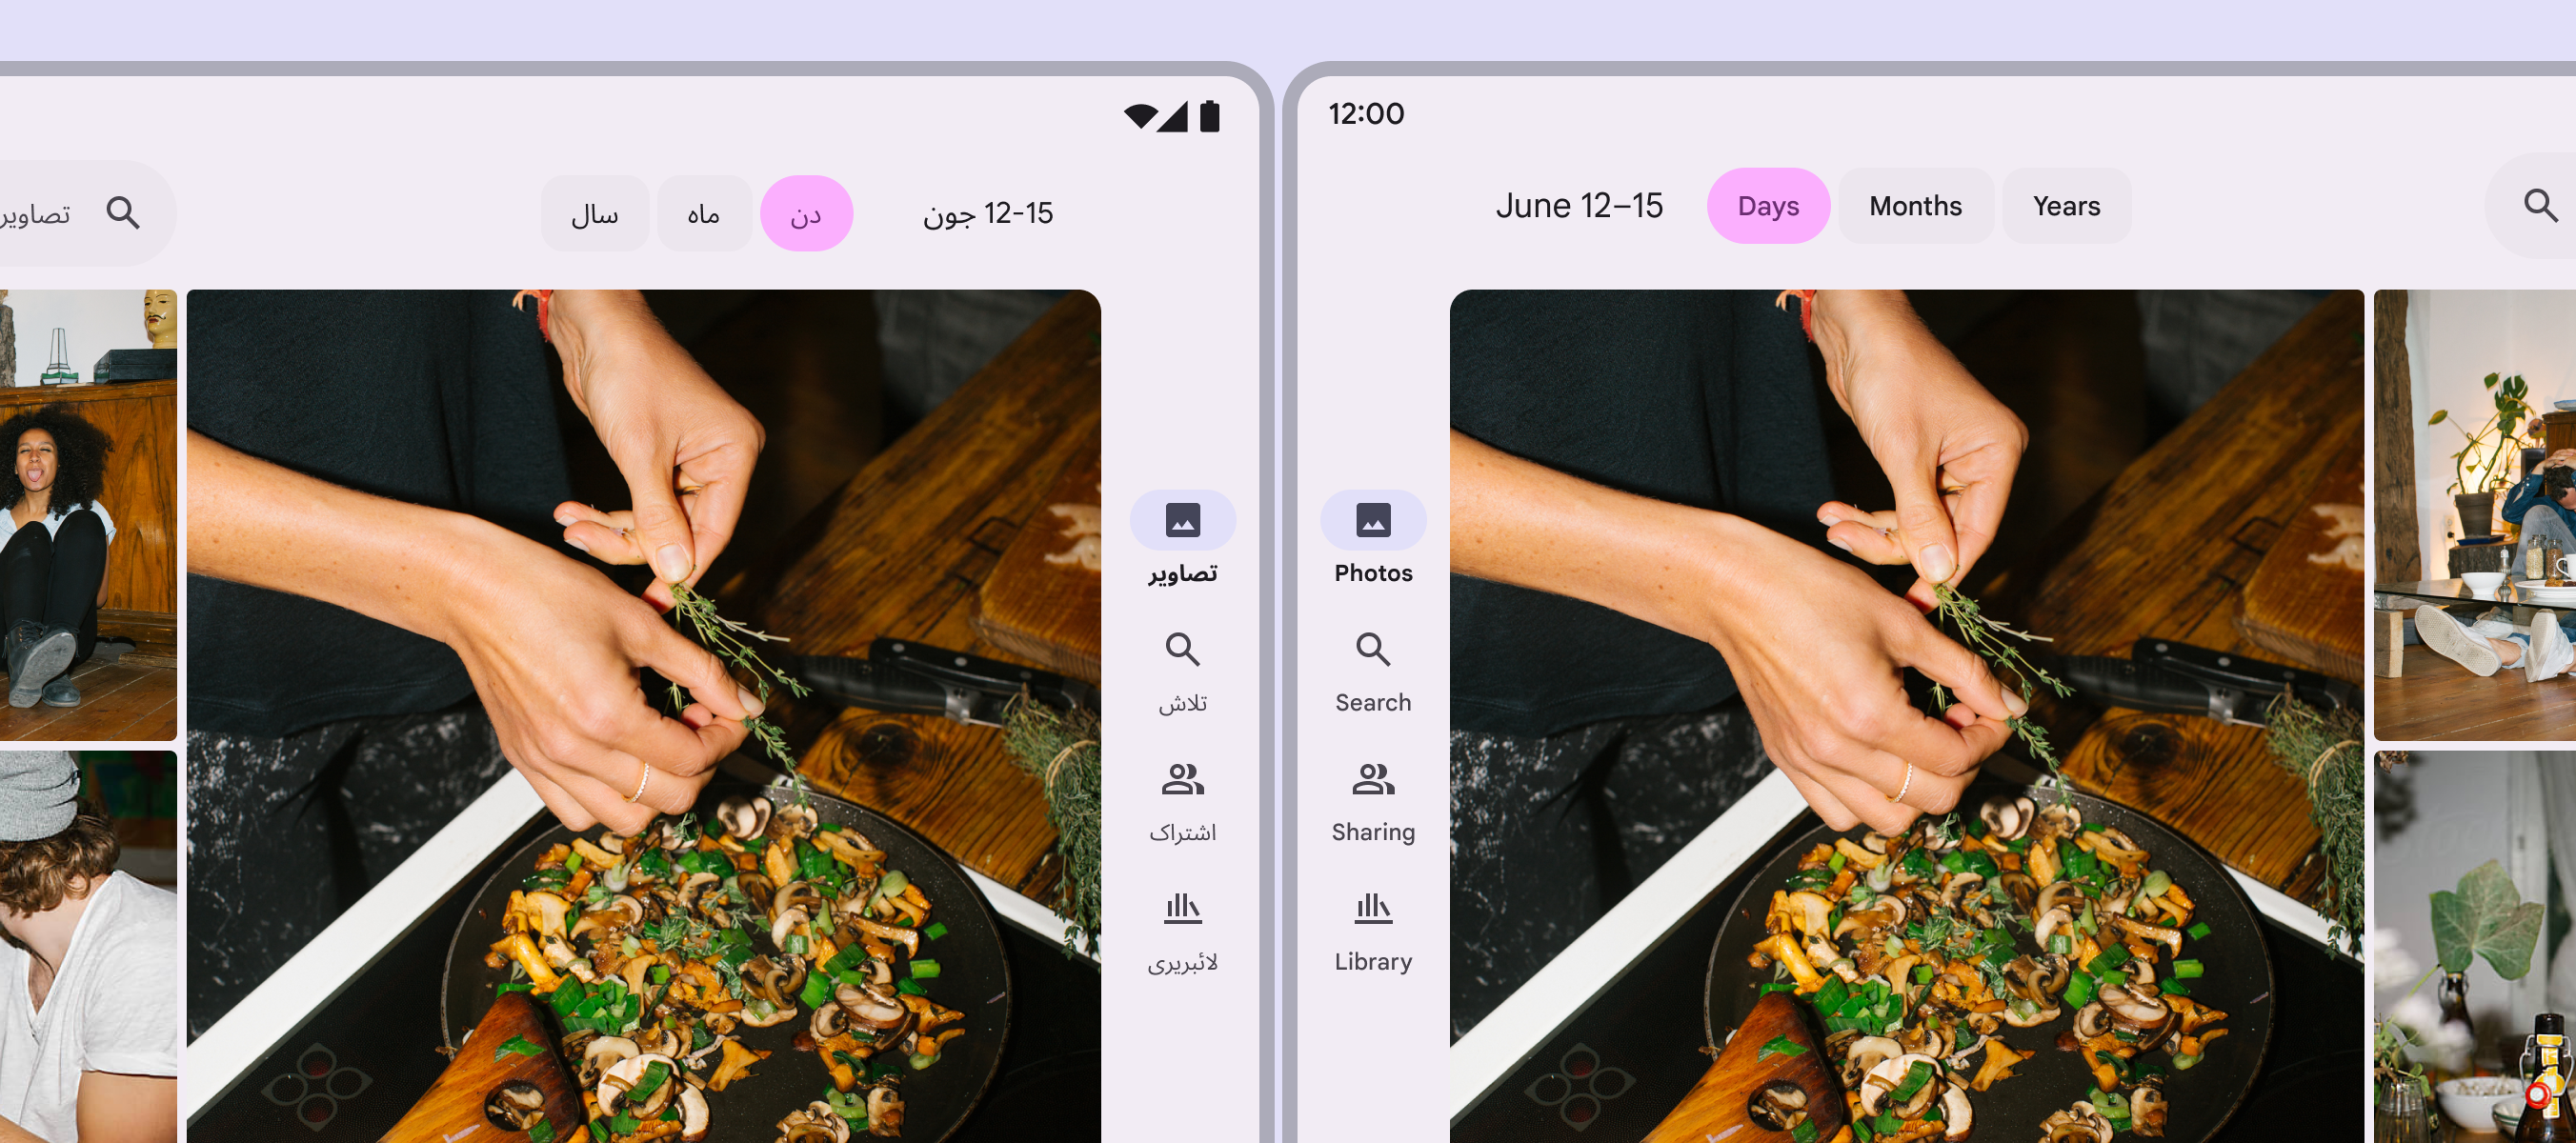 12-15 جون
دن
ماہ
سال
تصاویر
تصاویر
تلاش
اشتراک
لائبریری
12:00
June 12–15
Days
Months
Years
Photos
Search
Sharing
Library